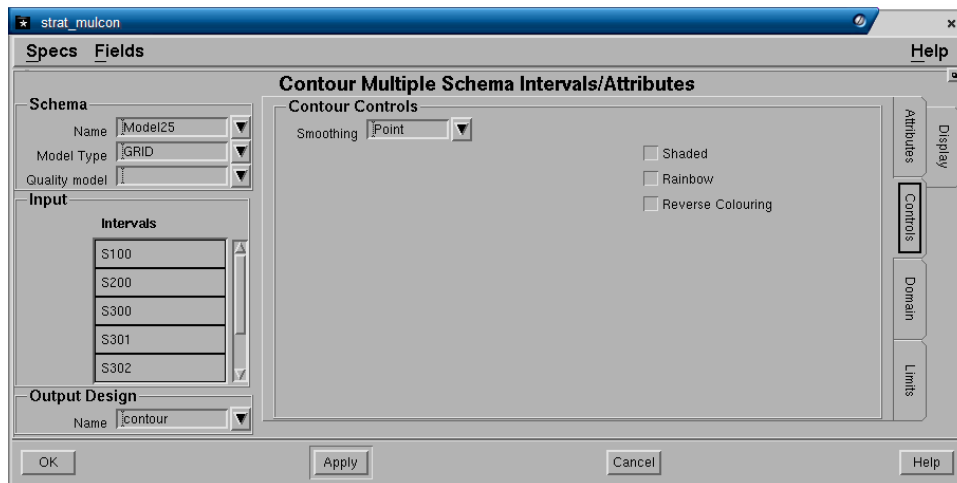 strat_mulcon
Specs Fields Help
Contour Multiple Schema Intervals/Attributes
Schema
Name Model25
Model Type GRID
Quality model
Input
Intervals
S100
S200
S300
S301
S302
Output Design
Name contour
Contour Controls
Smoothing Point
Shaded
Rainbow
Reverse Colouring
Attributes
Controls
Domain
Limits
Display
OK Apply Cancel Help